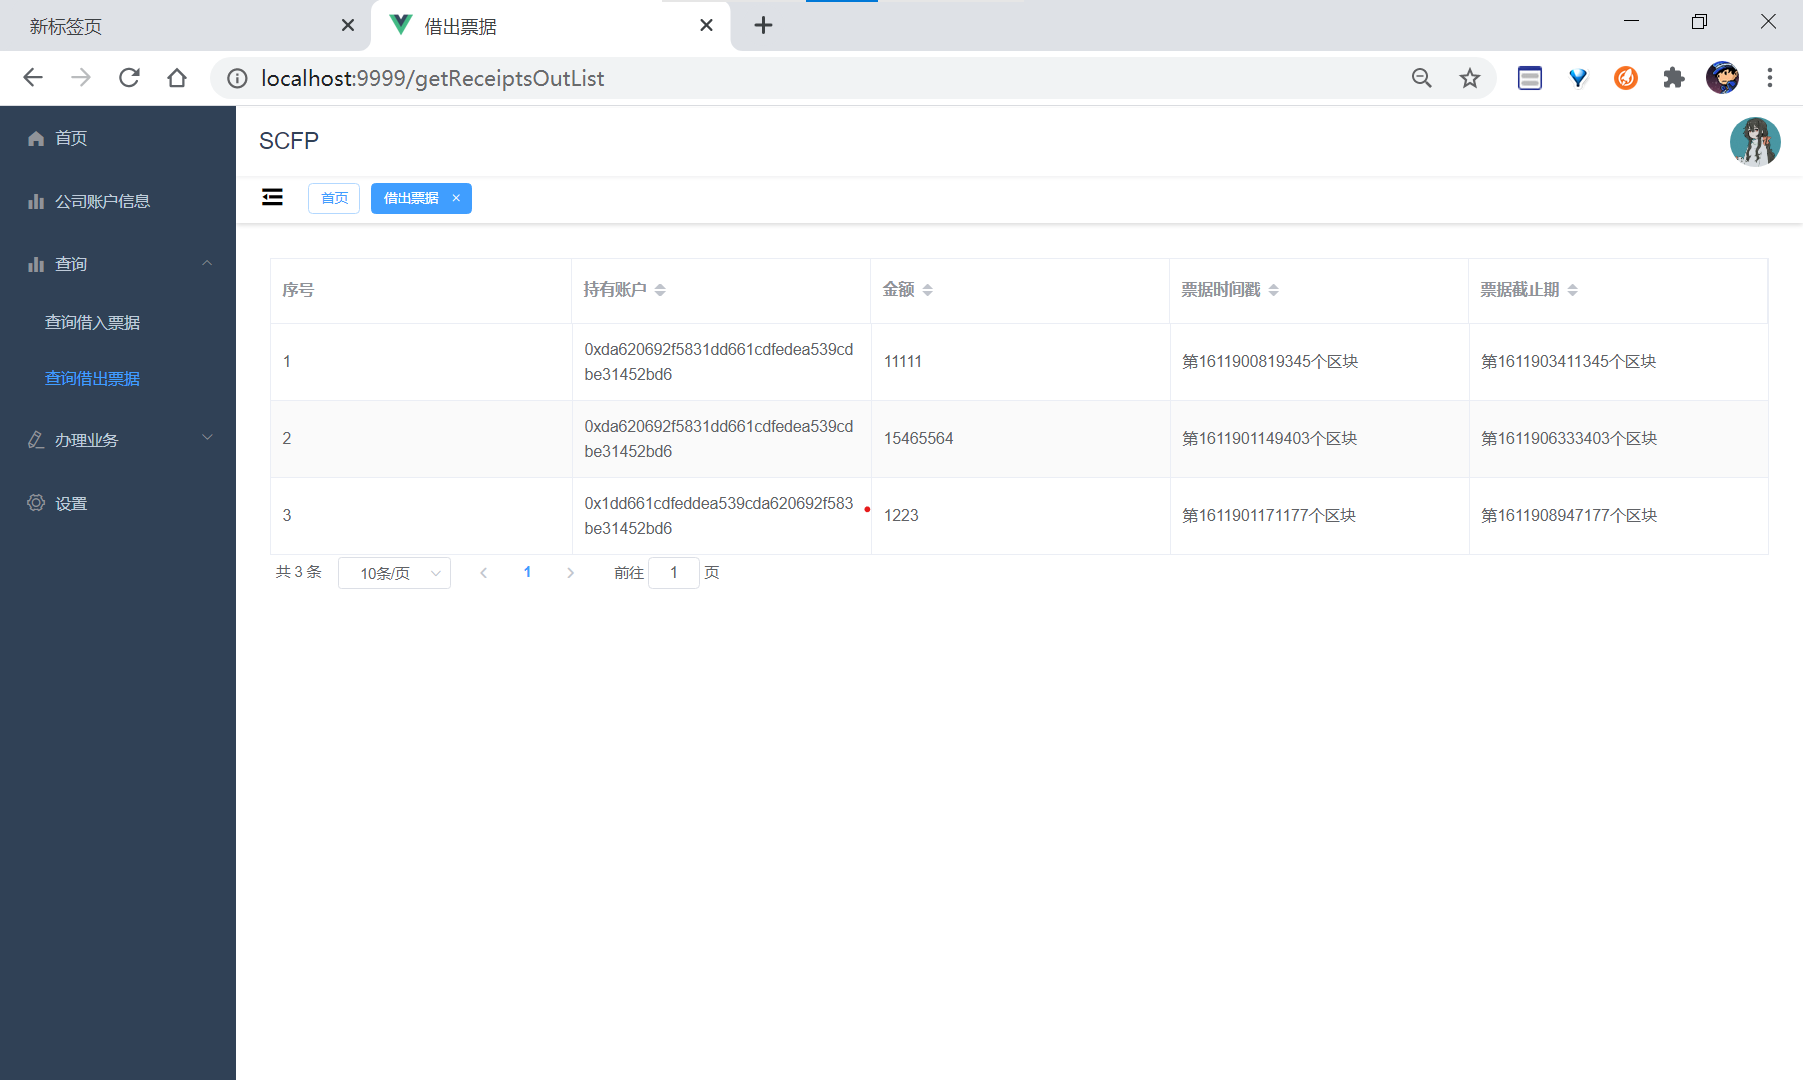 新标签页
借出票据
localhost:9999/getReceiptsOutList
首页
公司账户信息
查询
查询借入票据
查询借出票据
办理业务
设置
SCFP
首页
借出票据
序号 持有账户 金额 票据时间戳 票据截止期
1 0xda620692f5831dd661cdfedea539cd 11111 第1611900819345个区块 第1611903411345个区块
be31452bd6
2 0xda620692f5831dd661cdfedea539cd 15465564 第1611901149403个区块 第1611906333403个区块
be31452bd6
3 0x1dd661cdfeddea539cda620692f583 1223 第1611901171177个区块 第1611908947177个区块
be31452bd6
共 3 条 10条/页 1 前往 1 页